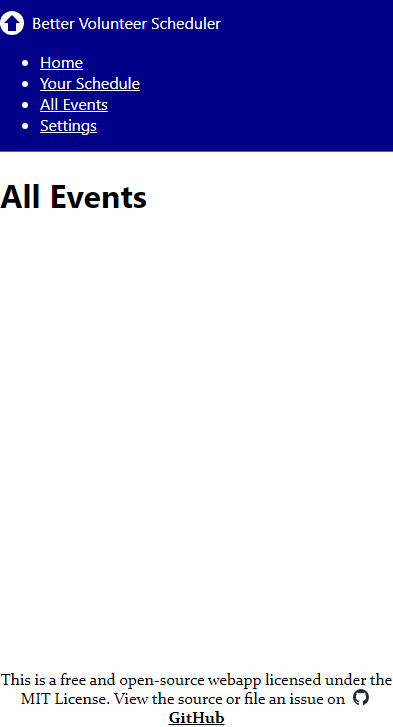 Better Volunteer Scheduler
Home
Your Schedule
All Events
Settings
All Events
This is a free and open-source webapp licensed under the
MIT License. View the source or file an issue on
GitHub